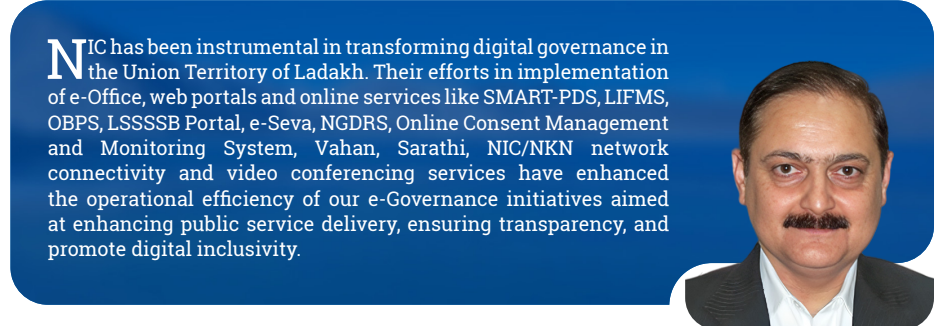 NIC has been instrumental in transforming digital governance in
the Union Territory of Ladakh. Their efforts in implementation
of e-Office, web portals and online services like SMART-PDS, LIFMS,
OBPS, LSSSSB Portal, e-Seva, NGDRS, Online Consent Management
and Monitoring System, Vahan, Sarathi, NIC/NKN network
connectivity and video conferencing services have enhanced
the operational efficiency of our e-Governance initiatives aimed
at enhancing public service delivery, ensuring transparency, and
promote digital inclusivity.